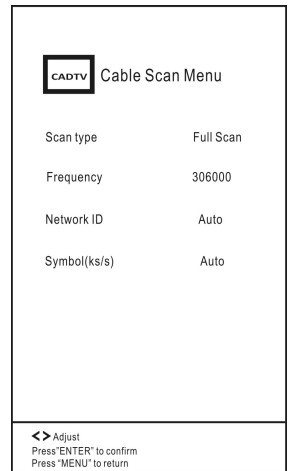 CADTV Cable Scan Menu
Scan type Full Scan
Frequency 306000
Network ID Auto
Symbol(ks/s) Auto
<> Adjust
Press"ENTER" to confirm
Press “MENU” to return